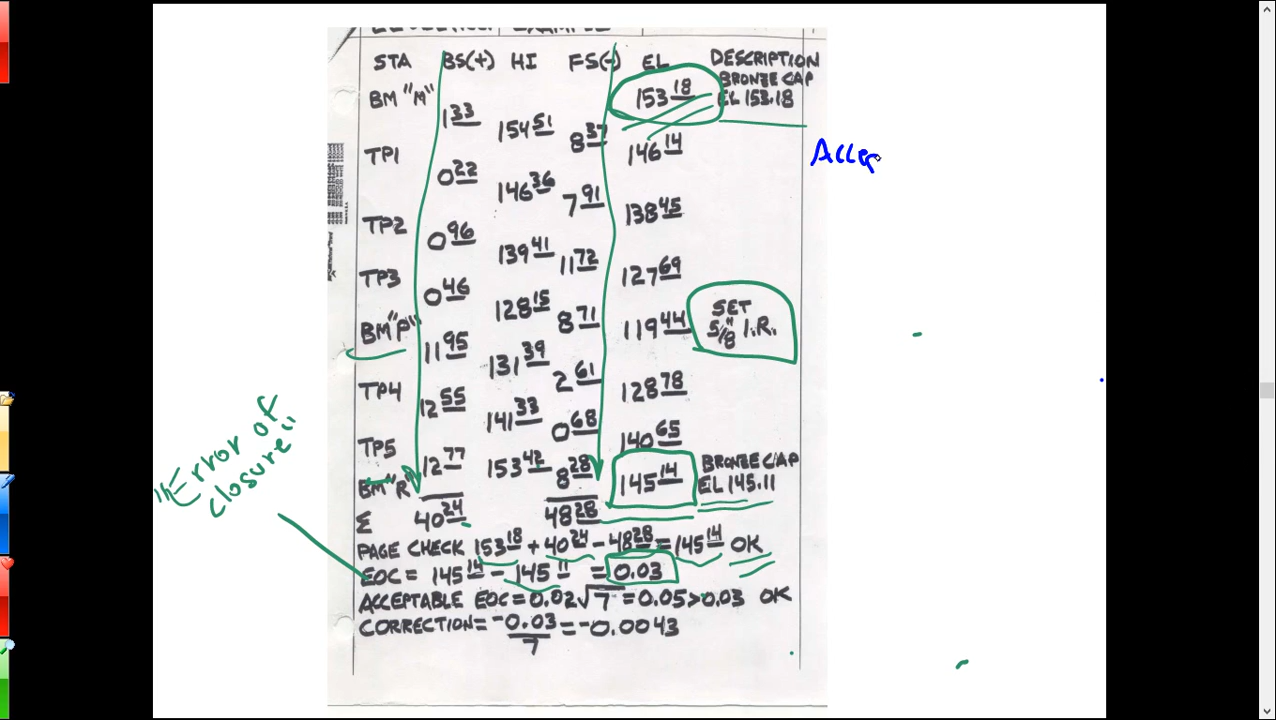 STA BS(+) HI FS(-) EL DESCRIPTION
BM "M" 153 18 BRONZE CAP
EL 153.18
1 33 154 51 8 37
TP1 146 14
Accep
0 22 146 36 7 91
TP2 138 45
0 96 139 41 11 72
TP3 127 69
0 46 128 15 8 71
BM "P" 119 44 SET
5/8" I.R.
11 95 131 39 2 61
TP4 128 78
12 55 141 33 0 68
TP5 140 65
12 77 153 42 8 28
BM "R" 145 14 BRONZE CAP
EL 145.11
Σ 40 24 48 28
PAGE CHECK 153 18 + 40 24 - 48 28 = 145 14 OK
EOC = 145 14 - 145 11 = 0.03
ACCEPTABLE EOC = 0.02√7 = 0.05 > 0.03 OK
CORRECTION = -0.03/7 = -0.0043
"Error of
closure"